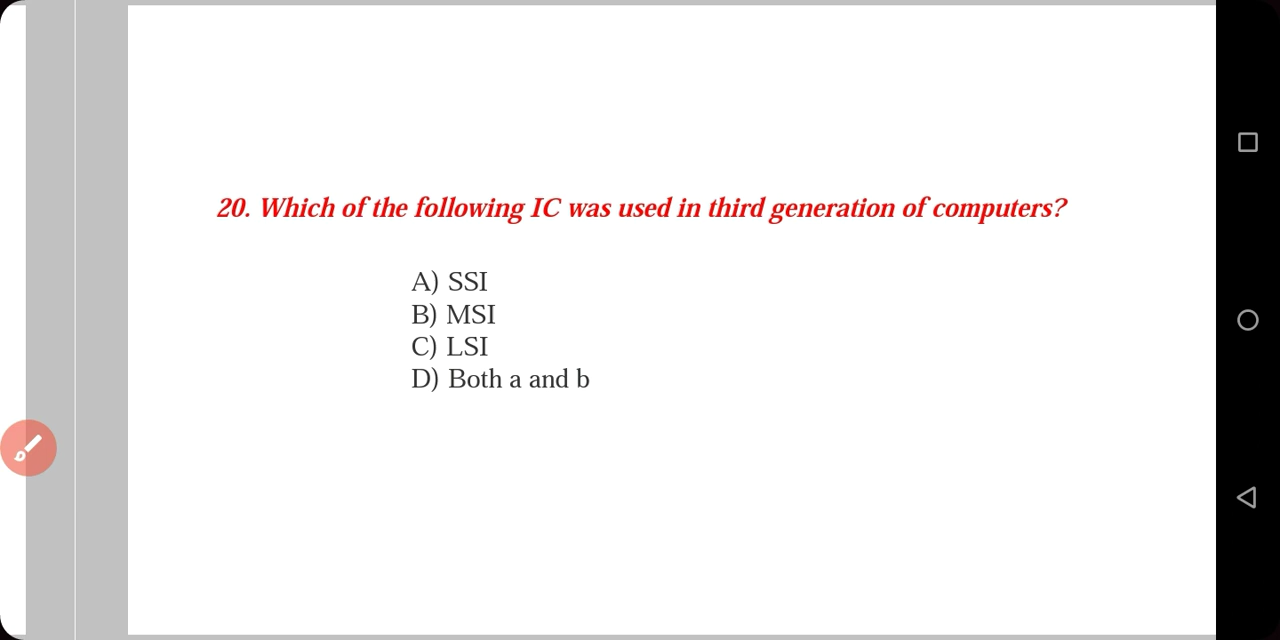 20. Which of the following IC was used in third generation of computers?
A) SSI
B) MSI
C) LSI
D) Both a and b